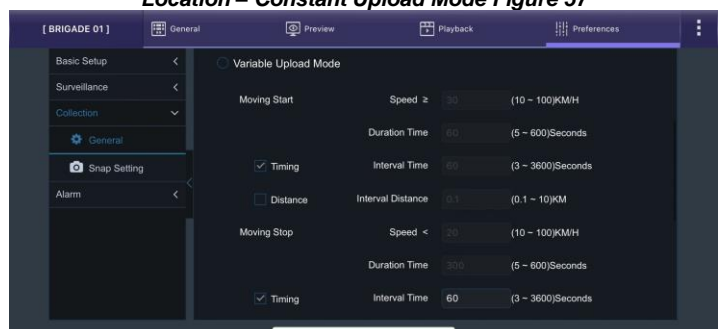 Location – Constant Upload Mode Figure 57
[ BRIGADE 01 ] General Preview Playback Preferences
Basic Setup
Variable Upload Mode
Surveillance
Moving Start Speed ≥ 30 (10 ~ 100)KM/H
Collection
Duration Time 60 (5 ~ 600)Seconds
General
Timing Interval Time 60 (3 ~ 3600)Seconds
Snap Setting
Alarm
Distance Interval Distance 0.1 (0.1 ~ 10)KM
Moving Stop Speed < 20 (10 ~ 100)KM/H
Duration Time 300 (5 ~ 600)Seconds
Timing Interval Time 60 (3 ~ 3600)Seconds